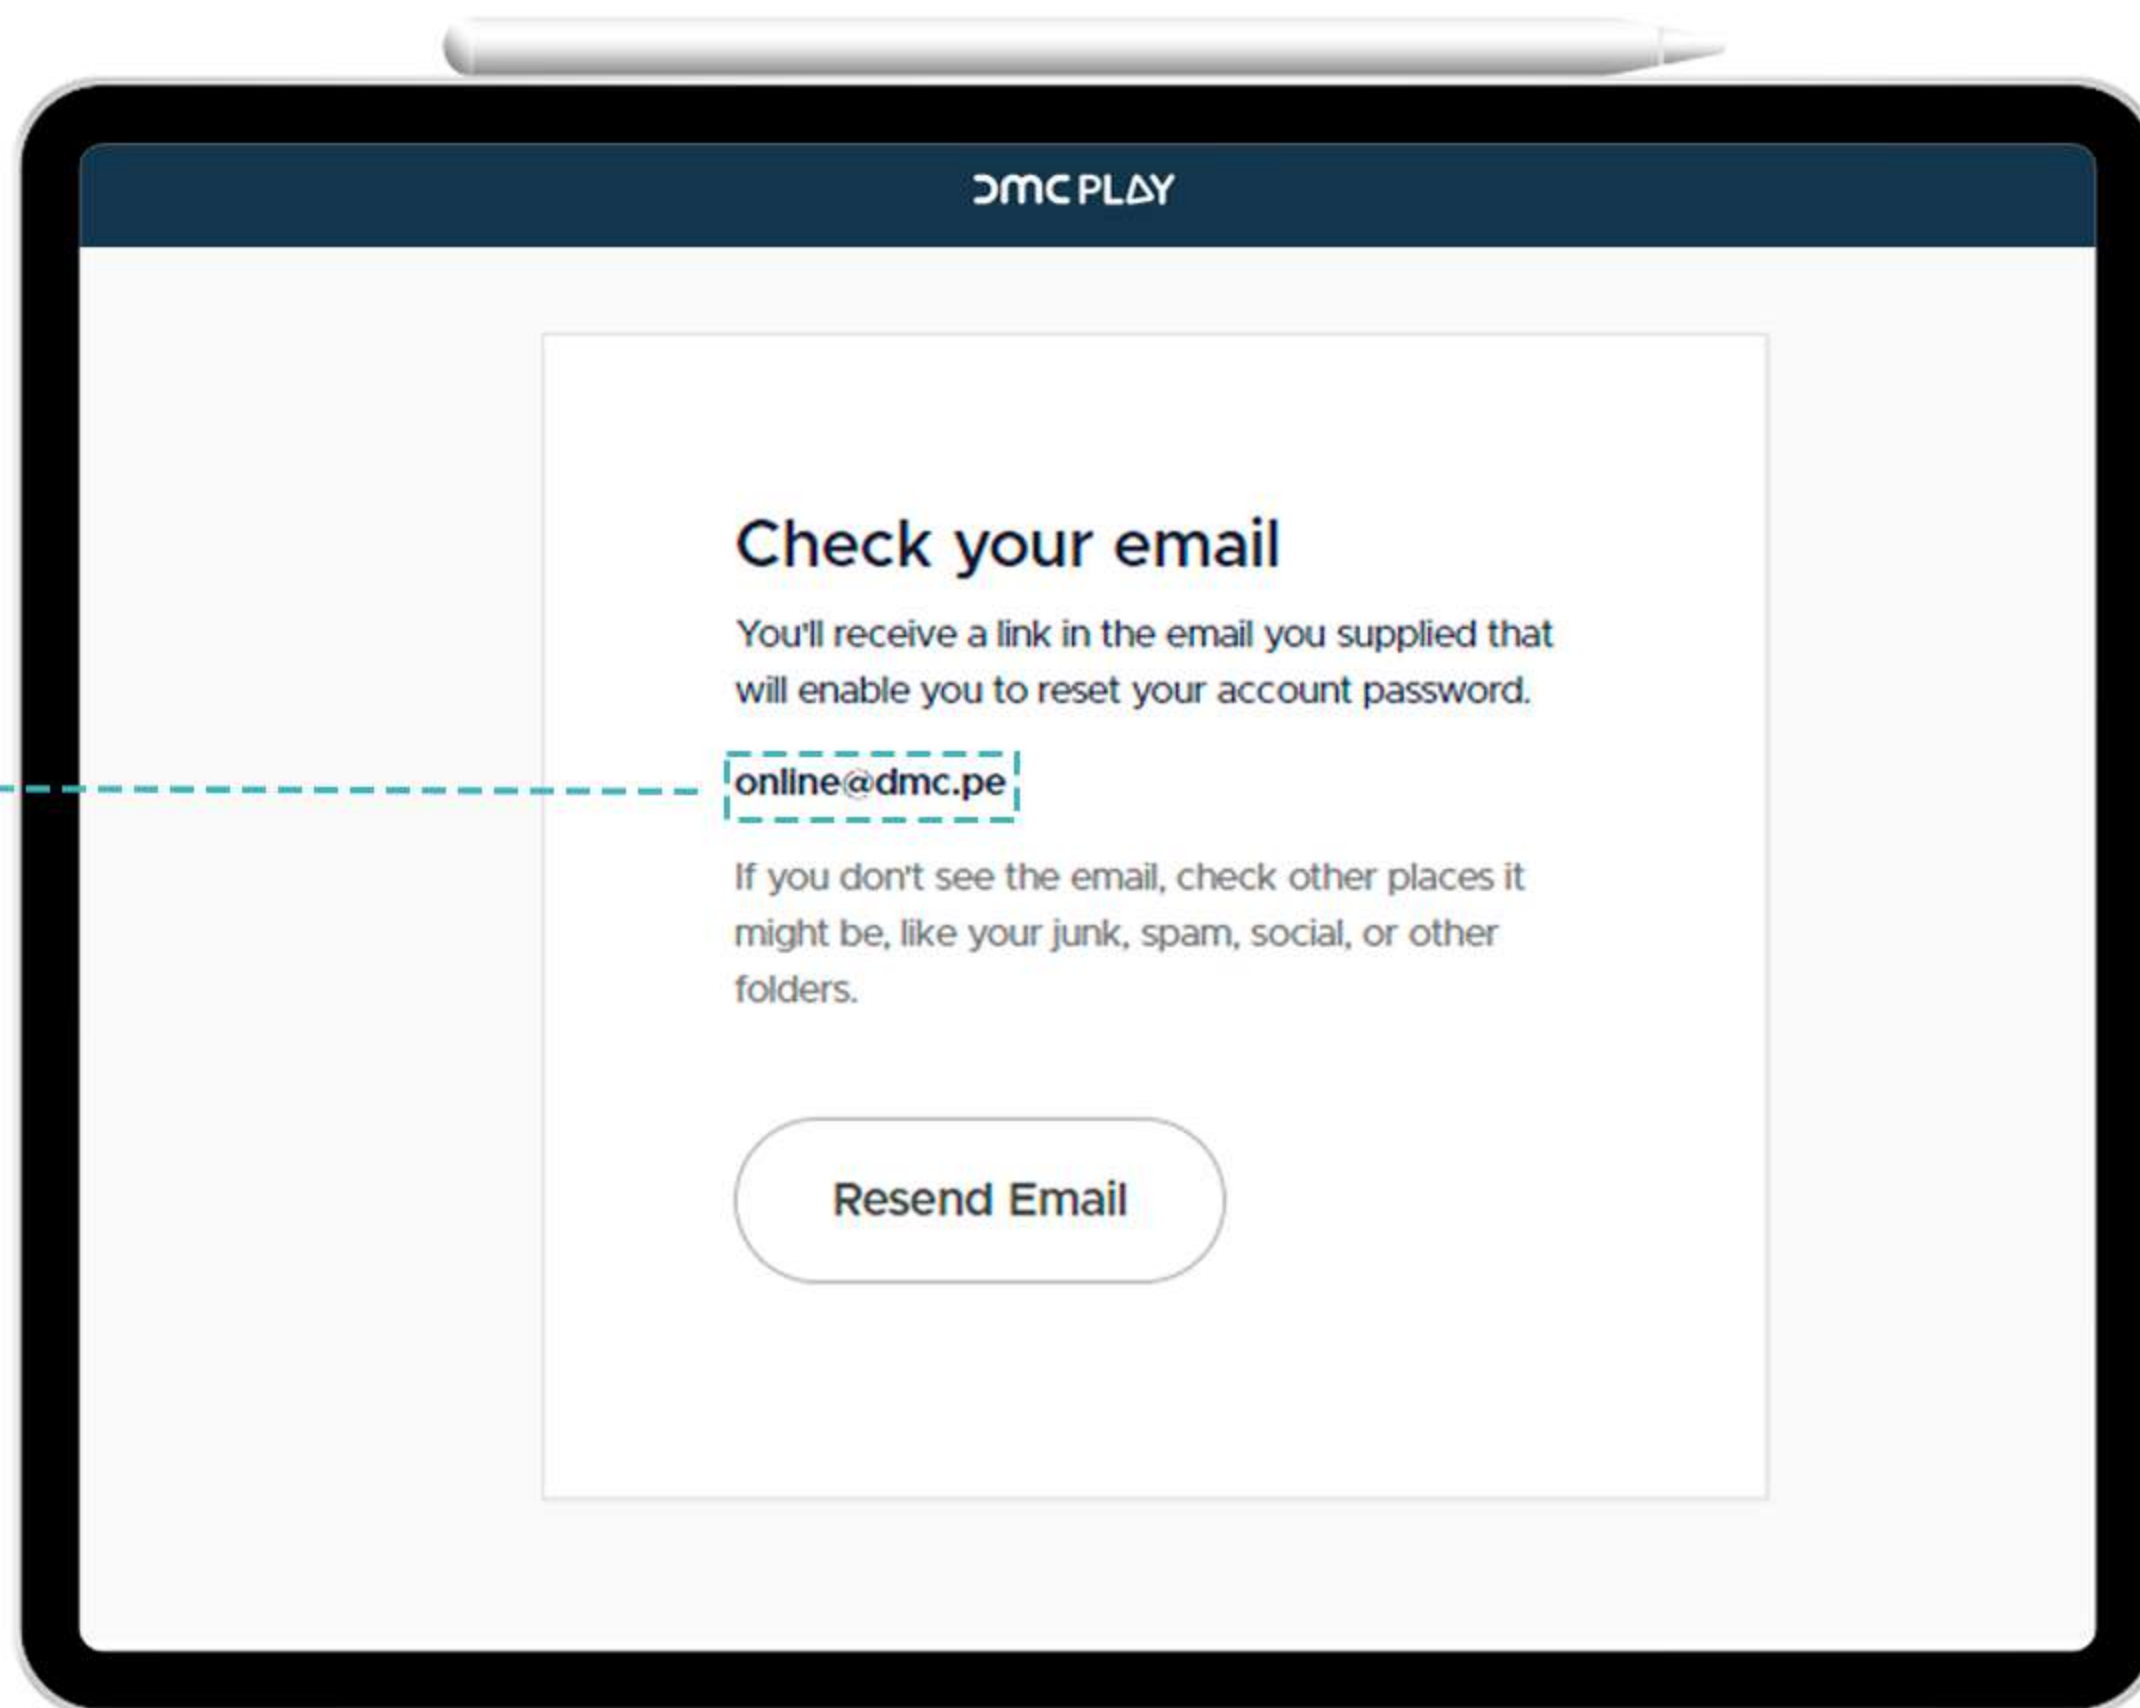 DMC PLAY
Check your email
You'll receive a link in the email you supplied that
will enable you to reset your account password.
online@dmc.pe
If you don't see the email, check other places it
might be, like your junk, spam, social, or other
folders.
Resend Email